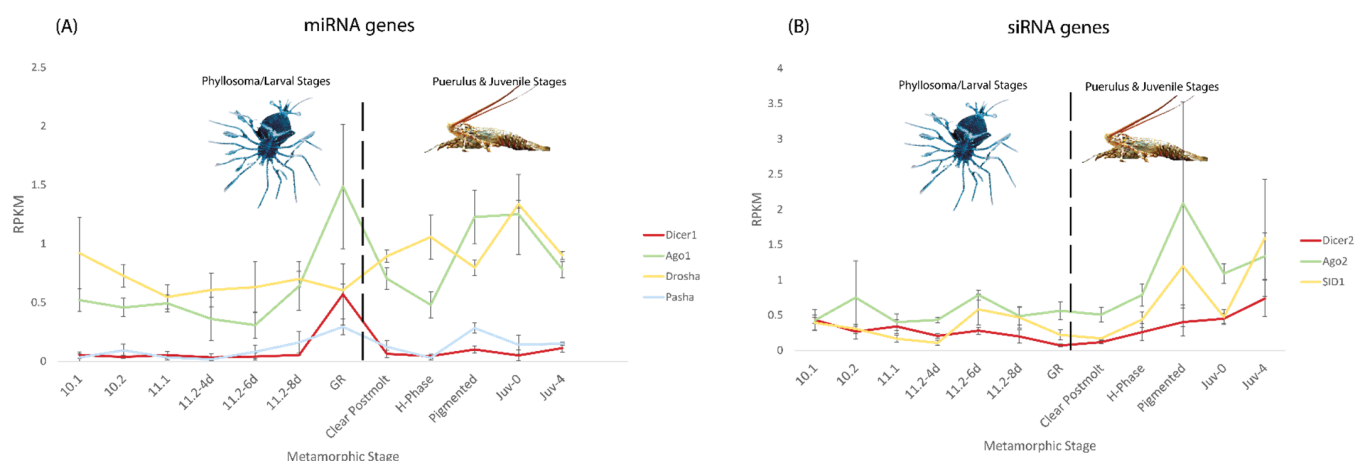 (A)
miRNA genes
2.5
2
1.5
1
0.5
0
RPKM
Phyllosoma/Larval Stages
Puerulus & Juvenile Stages
Dicer1
Ago1
Drosha
Pasha
10.1
10.2
11.1
11.2-4d
11.2-6d
11.2-8d
GR
Clear Postmolt
H-Phase
Pigmented
Juv-0
Juv-4
Metamorphic Stage
(B)
siRNA genes
4
3.5
3
2.5
2
1.5
1
0.5
0
RPKM
Phyllosoma/Larval Stages
Puerulus & Juvenile Stages
Dicer2
Ago2
SID1
10.1
10.2
11.1
11.2-4d
11.2-6d
11.2-8d
GR
Clear Postmolt
H-Phase
Pigmented
Juv-0
Juv-4
Metamorphic Stage